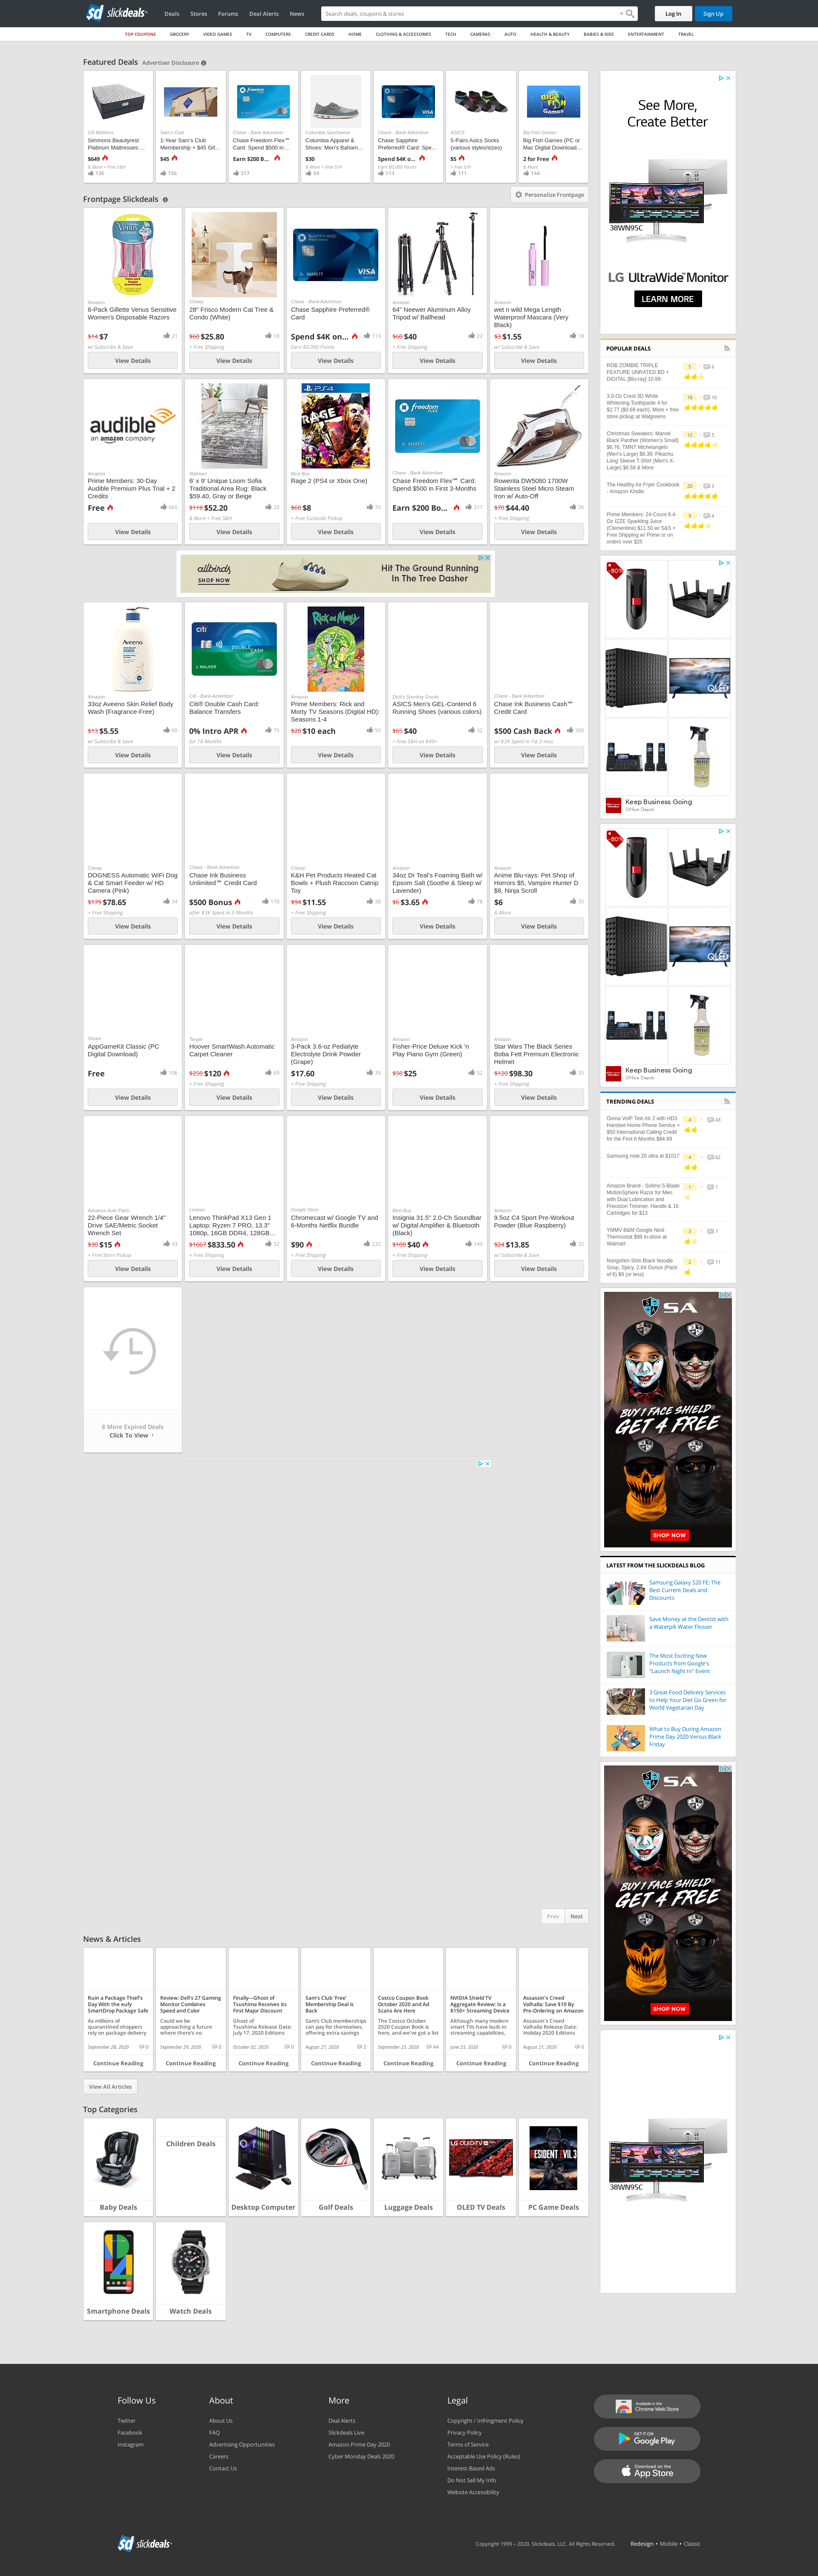 sd slickdeals
Deals Stores Forums Deal Alerts News
Search deals, coupons & stores
Log In
Sign Up
TOP COUPONS GROCERY VIDEO GAMES TV COMPUTERS CREDIT CARDS HOME CLOTHING & ACCESSORIES TECH CAMERAS AUTO HEALTH & BEAUTY BABIES & KIDS ENTERTAINMENT TRAVEL
Featured Deals Advertiser Disclosure
US Mattress
Simmons Beautyrest
Platinum Mattresses:...
$649
& More + Free S&H
136
Sam's Club
1-Year Sam's Club
Membership + $45 Gif...
$45
156
Chase - Bank Advertiser
Chase Freedom Flex℠
Card: Spend $500 in...
Earn $200 B...
317
Columbia Sportswear
Columbia Apparel &
Shoes: Men's Baham...
$30
& More + Free S/H
34
Chase - Bank Advertiser
Chase Sapphire
Preferred® Card: Spe...
Spend $4K o...
Earn 80,000 Points
113
ASICS
5-Pairs Asics Socks
(various styles/sizes)
$5
+ Free S/H
111
Big Fish Games
Big Fish Games (PC or
Mac Digital Download...
2 for Free
& More
144
Frontpage Slickdeals
Personalize Frontpage
Amazon
6-Pack Gillette Venus Sensitive
Women's Disposable Razors
$14 $7
21
w/ Subscribe & Save
View Details
Chewy
28" Frisco Modern Cat Tree &
Condo (White)
$60 $25.80
18
+ Free Shipping
View Details
Chase - Bank Advertiser
Chase Sapphire Preferred®
Card
Spend $4K on...
113
Earn 80,000 Points
View Details
Amazon
64" Neewer Aluminum Alloy
Tripod w/ Ballhead
$60 $40
22
+ Free Shipping
View Details
Amazon
wet n wild Mega Length
Waterproof Mascara (Very
Black)
$3 $1.55
18
w/ Subscribe & Save
View Details
audible
an amazon company
Amazon
Prime Members: 30-Day
Audible Premium Plus Trial + 2
Credits
Free
665
View Details
Walmart
6' x 9' Unique Loom Sofia
Traditional Area Rug: Black
$59.40, Gray or Beige
$118 $52.20
20
& More + Free S&H
View Details
Best Buy
Rage 2 (PS4 or Xbox One)
$60 $8
35
+ Free Curbside Pickup
View Details
Chase - Bank Advertiser
Chase Freedom Flex℠ Card:
Spend $500 in First 3-Months
Earn $200 Bo...
317
View Details
Amazon
Rowenta DW5080 1700W
Stainless Steel Micro Steam
Iron w/ Auto-Off
$70 $44.40
36
+ Free Shipping
View Details
allbirds
SHOP NOW
Hit The Ground Running
In The Tree Dasher
Amazon
33oz Aveeno Skin Relief Body
Wash (Fragrance-Free)
$13 $5.55
60
w/ Subscribe & Save
View Details
Citi - Bank Advertiser
Citi® Double Cash Card:
Balance Transfers
0% Intro APR
75
for 18 Months
View Details
Amazon
Prime Members: Rick and
Morty TV Seasons (Digital HD):
Seasons 1-4
$20 $10 each
55
View Details
Dick's Sporting Goods
ASICS Men's GEL-Contend 6
Running Shoes (various colors)
$65 $40
32
+ Free S&H on $49+
View Details
Chase - Bank Advertiser
Chase Ink Business Cash℠
Credit Card
$500 Cash Back
300
w/ $3K Spent in 1st 3-mos
View Details
Chewy
DOGNESS Automatic WiFi Dog
& Cat Smart Feeder w/ HD
Camera (Pink)
$179 $78.65
34
+ Free Shipping
View Details
Chase - Bank Advertiser
Chase Ink Business
Unlimited℠ Credit Card
$500 Bonus
170
after $3K Spent in 3-Months
View Details
Chewy
K&H Pet Products Heated Cat
Bowls + Plush Raccoon Catnip
Toy
$94 $11.55
38
+ Free Shipping
View Details
Amazon
34oz Dr Teal's Foaming Bath w/
Epsom Salt (Soothe & Sleep w/
Lavender)
$6 $3.65
78
View Details
Amazon
Anime Blu-rays: Pet Shop of
Horrors $5, Vampire Hunter D
$8, Ninja Scroll
$6
35
& More
View Details
Steam
AppGameKit Classic (PC
Digital Download)
Free
106
View Details
Target
Hoover SmartWash Automatic
Carpet Cleaner
$250 $120
69
+ Free Shipping
View Details
Amazon
3-Pack 3.6-oz Pedialyte
Electrolyte Drink Powder
(Grape)
$17.60
38
+ Free Shipping
View Details
Amazon
Fisher-Price Deluxe Kick 'n
Play Piano Gym (Green)
$50 $25
52
View Details
Amazon
Star Wars The Black Series
Boba Fett Premium Electronic
Helmet
$120 $98.30
35
+ Free Shipping
View Details
Advance Auto Parts
22-Piece Gear Wrench 1/4"
Drive SAE/Metric Socket
Wrench Set
$30 $15
43
+ Free Store Pickup
View Details
Lenovo
Lenovo ThinkPad X13 Gen 1
Laptop: Ryzen 7 PRO, 13.3"
1080p, 16GB DDR4, 128GB...
$1667 $833.50
52
+ Free Shipping
View Details
Google Store
Chromecast w/ Google TV and
6-Months Netflix Bundle
$90
232
+ Free Shipping
View Details
Best Buy
Insignia 31.5" 2.0-Ch Soundbar
w/ Digital Amplifier & Bluetooth
(Black)
$100 $40
149
+ Free Shipping
View Details
Amazon
9.5oz C4 Sport Pre-Workout
Powder (Blue Raspberry)
$24 $13.85
32
w/ Subscribe & Save
View Details
8 More Expired Deals
Click To View
Prev Next
News & Articles
Ruin a Package Thief's
Day With the eufy
SmartDrop Package Safe
As millions of
quarantined shoppers
rely on package delivery
September 28, 2020 0
Continue Reading
Review: Dell's 27 Gaming
Monitor Combines
Speed and Color
Could we be
approaching a future
where there's no
September 29, 2020 0
Continue Reading
Finally—Ghost of
Tsushima Receives Its
First Major Discount
Ghost of
Tsushima Release Date:
July 17, 2020 Editions
October 02, 2020 0
Continue Reading
Sam's Club 'Free'
Membership Deal Is
Back
Sam's Club memberships
can pay for themselves,
offering extra savings
August 27, 2020 2
Continue Reading
Costco Coupon Book
October 2020 and Ad
Scans Are Here
The Costco October
2020 Coupon Book is
here, and we've got a list
September 23, 2020 44
Continue Reading
NVIDIA Shield TV
Aggregate Review: Is a
$150+ Streaming Device
Although many modern
smart TVs have built-in
streaming capabilities,
June 23, 2020 0
Continue Reading
Assassin's Creed
Valhalla: Save $10 By
Pre-Ordering on Amazon
Assassin's Creed
Valhalla Release Date:
Holiday 2020 Editions
August 21, 2020 0
Continue Reading
View All Articles
Top Categories
Baby Deals
Children Deals
Desktop Computer
Golf Deals
Luggage Deals
OLED TV Deals
PC Game Deals
Smartphone Deals
Watch Deals
See More,
Create Better
38WN95C
LG UltraWide™ Monitor
LEARN MORE
POPULAR DEALS
ROB ZOMBIE TRIPLE
FEATURE UNRATED BD +
DIGITAL [Blu-ray] 10.99
5 6
3.0-Oz Crest 3D White
Whitening Toothpaste 4 for
$2.77 ($0.69 each), More + free
store pickup at Walgreens
18 10
Christmas Sweaters: Marvel
Black Panther (Women's Small)
$6.76, TMNT Michelangelo
(Men's Large) $6.39, Pikachu
Long Sleeve T-Shirt (Men's X-
Large) $6.58 & More
12 5
The Healthy Air Fryer Cookbook
- Amazon Kindle
20 3
Prime Members: 24-Count 8.4-
Oz IZZE Sparkling Juice
(Clementine) $11.50 w/ S&S +
Free Shipping w/ Prime or on
orders over $25
9 4
-80%
QLED
Keep Business Going
Office Depot
-80%
QLED
Keep Business Going
Office Depot
TRENDING DEALS
Ooma VoIP Telo Air 2 with HD3
Handset Home Phone Service +
$50 International Calling Credit
for the First 6 Months $84.99
4 43
Samsung note 20 ultra at $1017
4 62
Amazon Brand - Solimo 5-Blade
MotionSphere Razor for Men
with Dual Lubrication and
Precision Trimmer, Handle & 16
Cartridges for $13
1 1
YMMV B&M Google Nest
Thermostat $99 in-store at
Walmart
3 7
Nongshim Shin Black Noodle
Soup, Spicy, 2.64 Ounce (Pack
of 6) $8 (or less)
2 11
SA
BUY 1 FACE SHIELD
GET 4 FREE
SHOP NOW
LATEST FROM THE SLICKDEALS BLOG
Samsung Galaxy S20 FE: The
Best Current Deals and
Discounts
Save Money at the Dentist with
a Waterpik Water Flosser
The Most Exciting New
Products from Google's
"Launch Night In" Event
3 Great Food Delivery Services
to Help Your Diet Go Green for
World Vegetarian Day
What to Buy During Amazon
Prime Day 2020 Versus Black
Friday
SA
BUY 1 FACE SHIELD
GET 4 FREE
SHOP NOW
38WN95C
Follow Us
Twitter
Facebook
Instagram
About
About Us
FAQ
Advertising Opportunities
Careers
Contact Us
More
Deal Alerts
Slickdeals Live
Amazon Prime Day 2020
Cyber Monday Deals 2020
Legal
Copyright / Infringment Policy
Privacy Policy
Terms of Service
Acceptable Use Policy (Rules)
Interest-Based Ads
Do Not Sell My Info
Website Accessibility
Available in the
Chrome Web Store
GET IT ON
Google Play
Download on the
App Store
sd slickdeals
Copyright 1999 - 2020. Slickdeals, LLC. All Rights Reserved. Redesign • Mobile • Classic